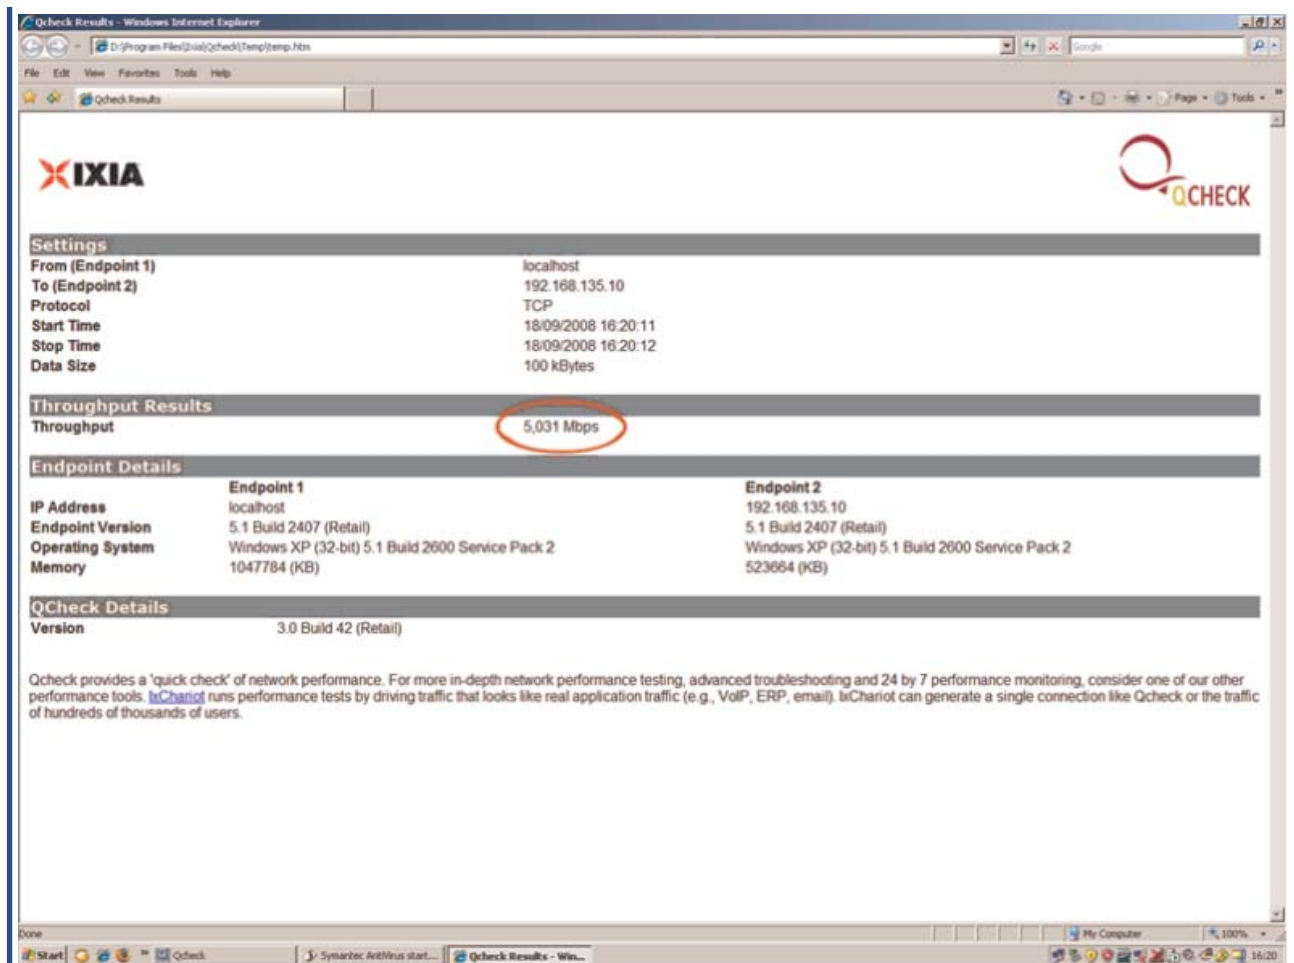 Qcheck Results - Windows Internet Explorer
D:\Program Files\Ixia\Qcheck\Temp\temp.htm
Google
File Edit View Favorites Tools Help
Qcheck Results
Page Tools
IXIA
QCHECK
Settings
From (Endpoint 1) localhost
To (Endpoint 2) 192.168.135.10
Protocol TCP
Start Time 18/09/2008 16:20:11
Stop Time 18/09/2008 16:20:12
Data Size 100 kBytes
Throughput Results
Throughput 5,031 Mbps
Endpoint Details
Endpoint 1 Endpoint 2
IP Address localhost 192.168.135.10
Endpoint Version 5.1 Build 2407 (Retail) 5.1 Build 2407 (Retail)
Operating System Windows XP (32-bit) 5.1 Build 2600 Service Pack 2 Windows XP (32-bit) 5.1 Build 2600 Service Pack 2
Memory 1047784 (KB) 523664 (KB)
QCheck Details
Version 3.0 Build 42 (Retail)
Qcheck provides a 'quick check' of network performance. For more in-depth network performance testing, advanced troubleshooting and 24 by 7 performance monitoring, consider one of our other
performance tools. IxChariot runs performance tests by driving traffic that looks like real application traffic (e.g., VoIP, ERP, email). IxChariot can generate a single connection like Qcheck or the traffic
of hundreds of thousands of users.
Done My Computer 100%
Start Qcheck Symantec AntiVirus start... Qcheck Results - Win... 16:20